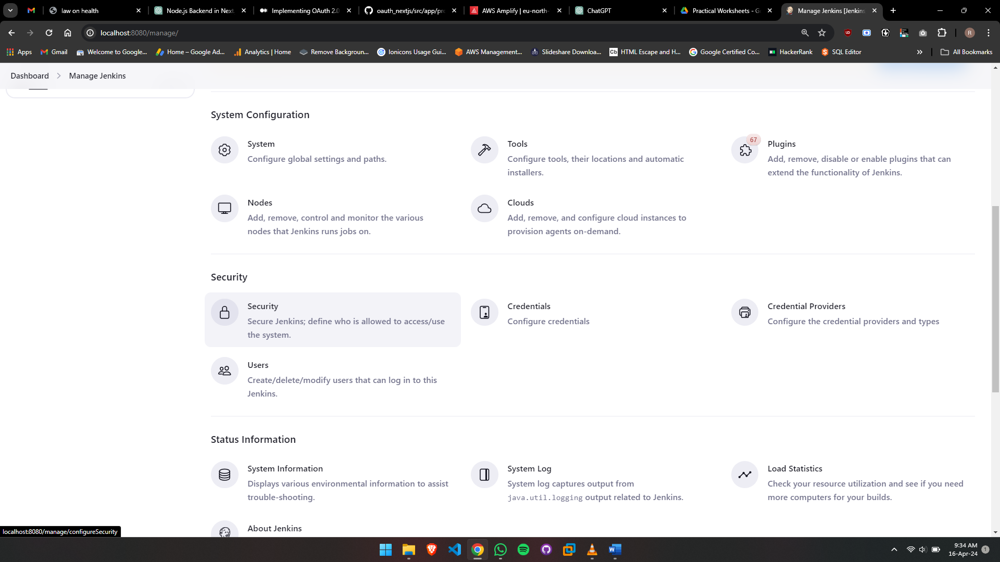 law on health
Node.js Backend in Next.
Implementing OAuth 2.0
oauth_nextjs/src/app/pro
AWS Amplify | eu-north-
ChatGPT
Practical Worksheets - Go
Manage Jenkins [Jenkins
localhost:8080/manage/
R
Apps
Gmail
Welcome to Google...
Home – Google Ad...
Analytics | Home
Remove Backgroun...
Ionicons Usage Gui...
AWS Management...
Slideshare Downloa...
Cb
HTML Escape and H...
Google Certified Co...
HackerRank
SQL Editor
All Bookmarks
Dashboard
Manage Jenkins
System Configuration
System
Configure global settings and paths.
Tools
Configure tools, their locations and automatic
installers.
67
Plugins
Add, remove, disable or enable plugins that can
extend the functionality of Jenkins.
Nodes
Add, remove, control and monitor the various
nodes that Jenkins runs jobs on.
Clouds
Add, remove, and configure cloud instances to
provision agents on-demand.
Security
Security
Secure Jenkins; define who is allowed to access/use
the system.
Credentials
Configure credentials
Credential Providers
Configure the credential providers and types
Users
Create/delete/modify users that can log in to this
Jenkins.
Status Information
System Information
Displays various environmental information to assist
trouble-shooting.
System Log
System log captures output from
java.util.logging output related to Jenkins.
Load Statistics
Check your resource utilization and see if you need
more computers for your builds.
About Jenkins
localhost:8080/manage/configureSecurity
9:34 AM
16-Apr-24
1